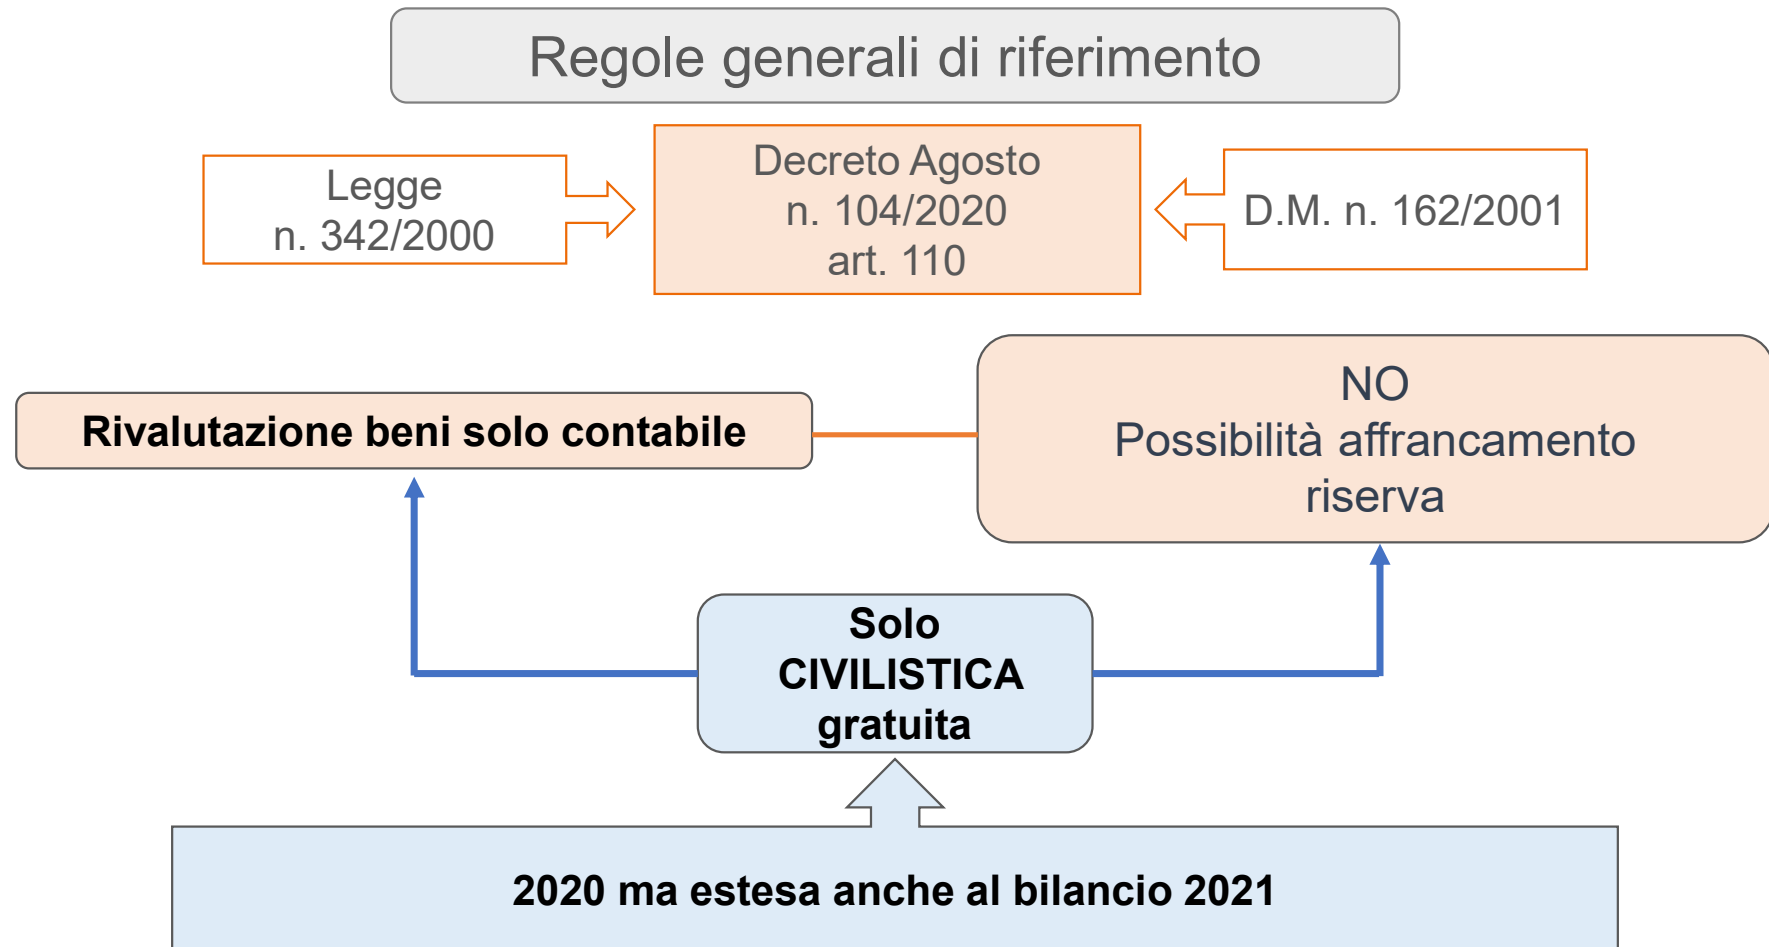 Regole generali di riferimento
Legge
n. 342/2000
Decreto Agosto
n. 104/2020
art. 110
D.M. n. 162/2001
Rivalutazione beni solo contabile
NO
Possibilità affrancamento
riserva
Solo
CIVILISTICA
gratuita
2020 ma estesa anche al bilancio 2021